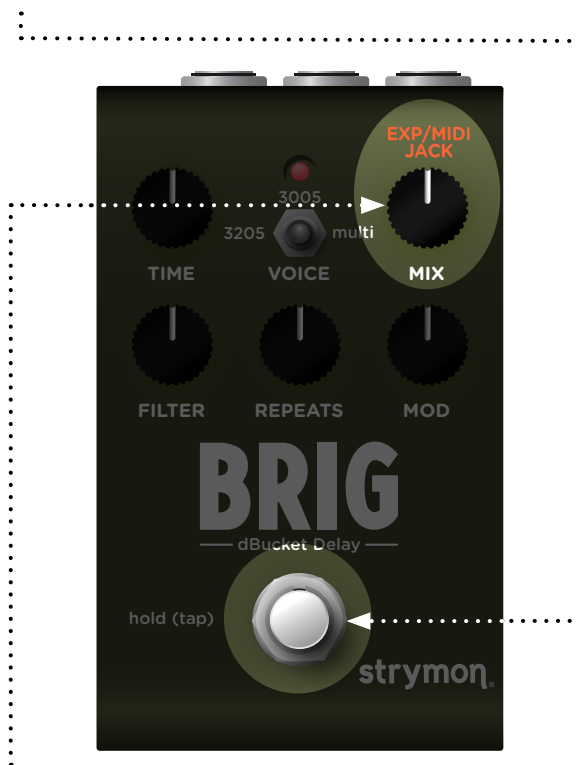 EXP/MIDI
JACK
3005
3205 multi
TIME VOICE MIX
FILTER REPEATS MOD
BRIG
dBucket Delay
hold (tap)
strymon®